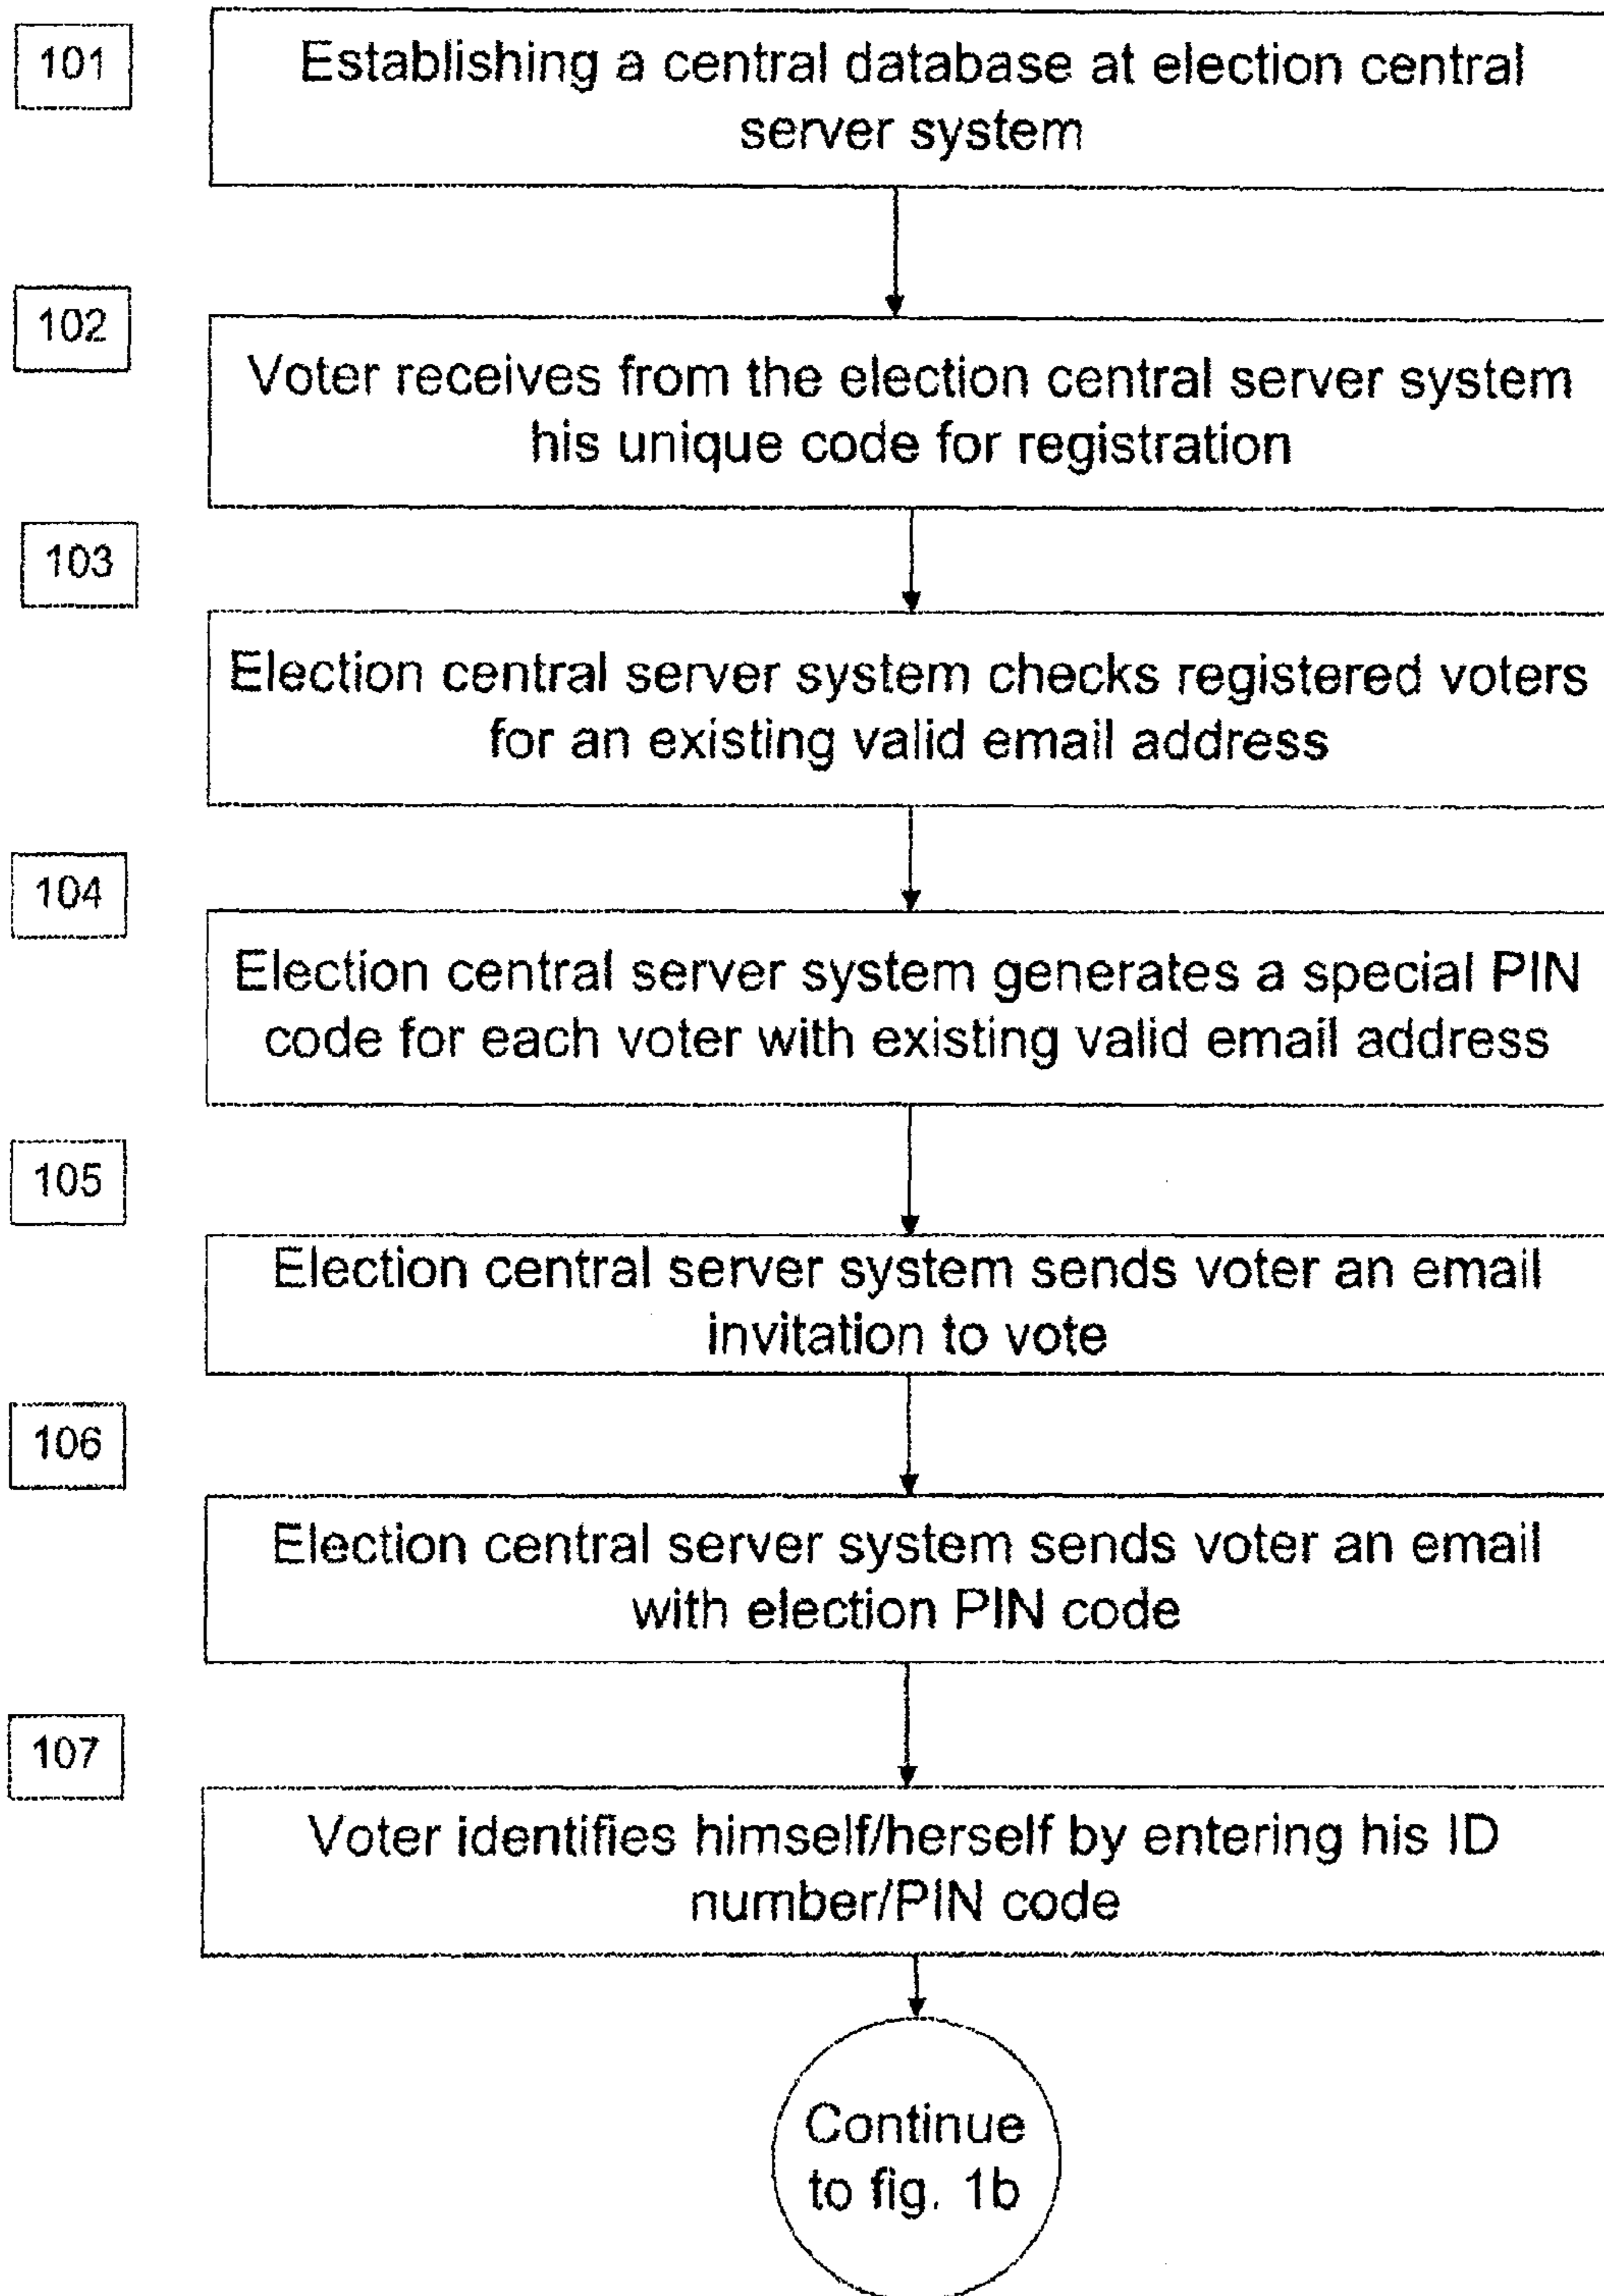 101
Establishing a central database at election central
server system
102
Voter receives from the election central server system
his unique code for registration
103
Election central server system checks registered voters
for an existing valid email address
104
Election central server system generates a special PIN
code for each voter with existing valid email address
105
Election central server system sends voter an email
invitation to vote
106
Election central server system sends voter an email
with election PIN code
107
Voter identifies himself/herself by entering his ID
number/PIN code
Continue
to fig. 1b